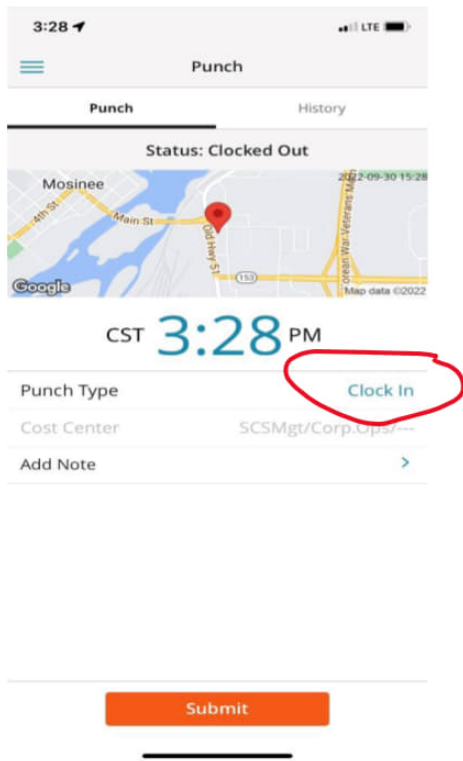 3:28 LTE
Punch
Punch History
Status: Clocked Out
2022-09-30 15:28
Mosinee
4th St
Main St
Old Hwy 51
153
Google
Map data ©2022
CST 3:28 PM
Punch Type Clock In
Cost Center SCSMgt/Corp.Ops/---
Add Note >
Submit